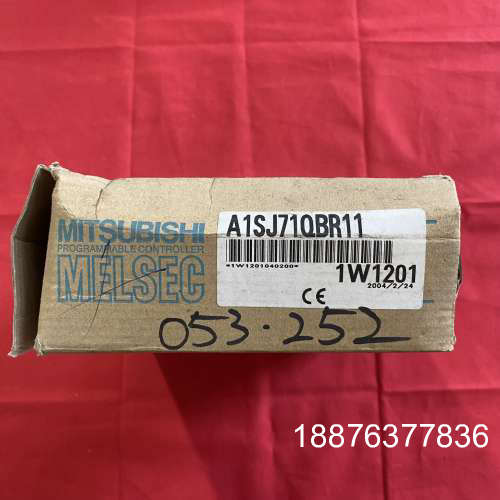 MITSUBISHI
PROGRAMMABLE CONTROLLER
MELSEC
A1SJ71QBR11
*1W1201040200*
1W1201
2004/2/24
CE
053.252
18876377836